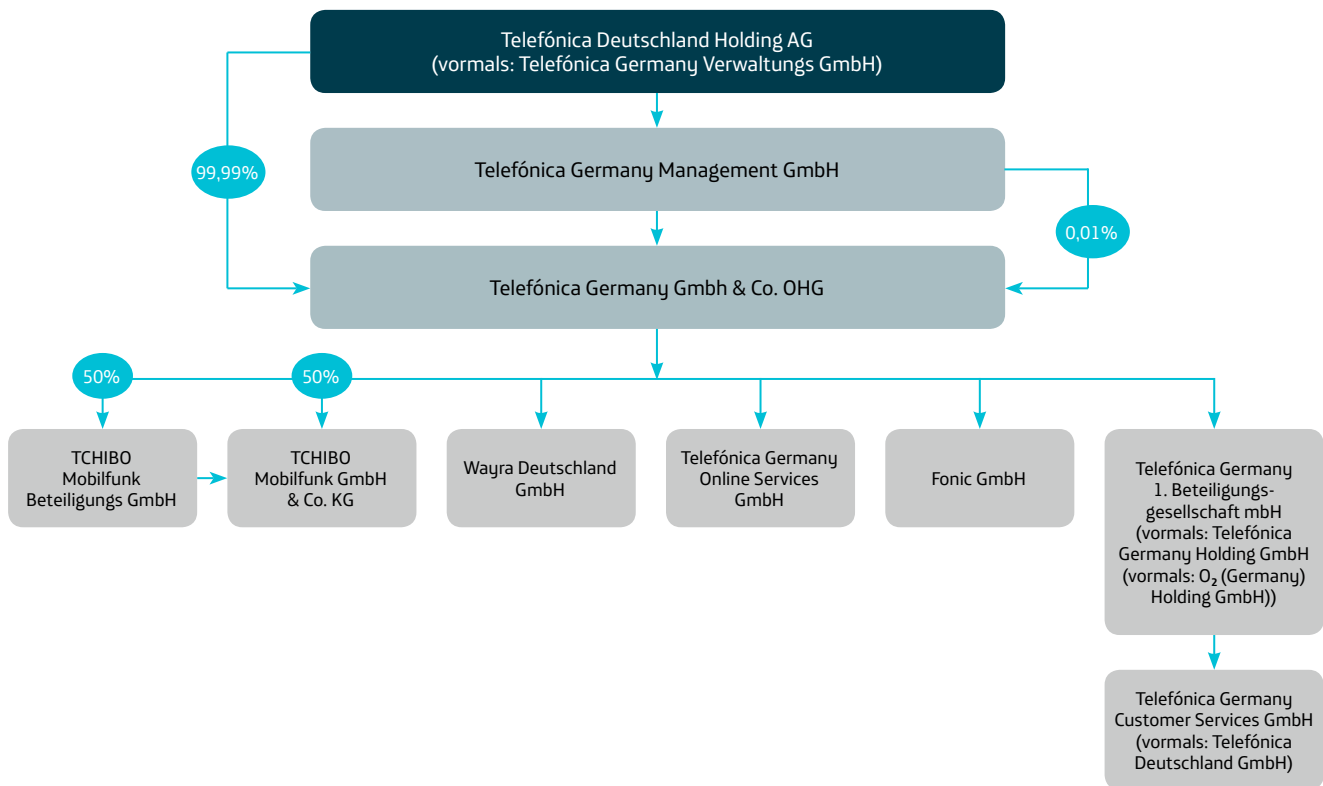 Telefónica Deutschland Holding AG
(vormals: Telefónica Germany Verwaltungs GmbH)
99,99%
Telefónica Germany Management GmbH
0,01%
Telefónica Germany Gmbh & Co. OHG
50%
50%
TCHIBO
Mobilfunk
Beteiligungs GmbH
TCHIBO
Mobilfunk GmbH
& Co. KG
Wayra Deutschland
GmbH
Telefónica Germany
Online Services
GmbH
Fonic GmbH
Telefónica Germany
1. Beteiligungs-
gesellschaft mbH
(vormals: Telefónica
Germany Holding GmbH
(vormals: O₂ (Germany)
Holding GmbH))
Telefónica Germany
Customer Services GmbH
(vormals: Telefónica
Deutschland GmbH)